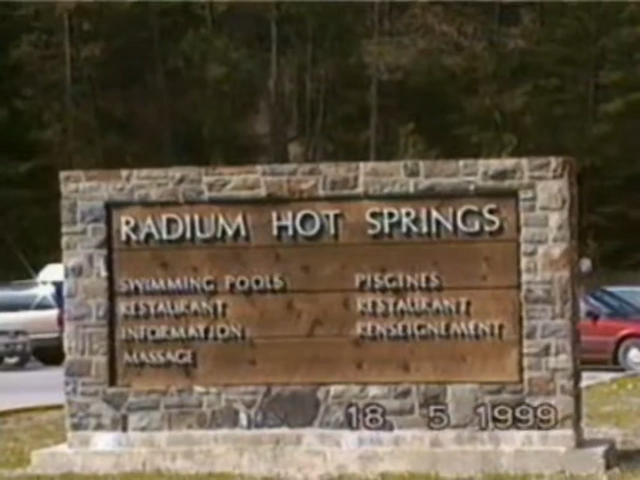 RADIUM HOT SPRINGS
SWIMMING POOLS PISCINES
RESTAURANT RESTAURANT
INFORMATION RENSEIGNEMENT
MASSAGE
18 5 1999